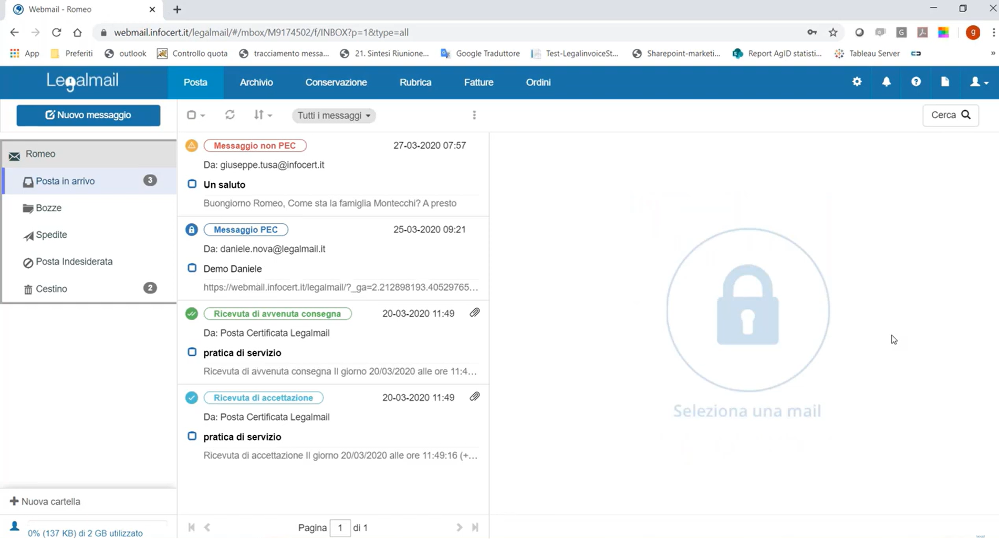 Webmail - Romeo
webmail.infocert.it/legalmail/#/mbox/M9174502/f/INBOX?p=1&type=all
g
App Preferiti outlook Controllo quota tracciamento messa... 21. Sintesi Riunione... Google Traduttore Test-LegalinvoiceSt... Sharepoint-marketi... Report AgID statisti... Tableau Server »
Legalmail Posta Archivio Conservazione Rubrica Fatture Ordini
Nuovo messaggio
Tutti i messaggi
Cerca
Romeo
Posta in arrivo 3
Bozze
Spedite
Posta Indesiderata
Cestino 2
Messaggio non PEC 27-03-2020 07:57
Da: giuseppe.tusa@infocert.it
Un saluto
Buongiorno Romeo, Come sta la famiglia Montecchi? A presto
Messaggio PEC 25-03-2020 09:21
Da: daniele.nova@legalmail.it
Demo Daniele
https://webmail.infocert.it/legalmail/?_ga=2.212898193.40529765...
Ricevuta di avvenuta consegna 20-03-2020 11:49
Da: Posta Certificata Legalmail
pratica di servizio
Ricevuta di avvenuta consegna Il giorno 20/03/2020 alle ore 11:4...
Ricevuta di accettazione 20-03-2020 11:49
Da: Posta Certificata Legalmail
pratica di servizio
Ricevuta di accettazione Il giorno 20/03/2020 alle ore 11:49:16 (+...
Seleziona una mail
Nuova cartella
0% (137 KB) di 2 GB utilizzato
Pagina 1 di 1